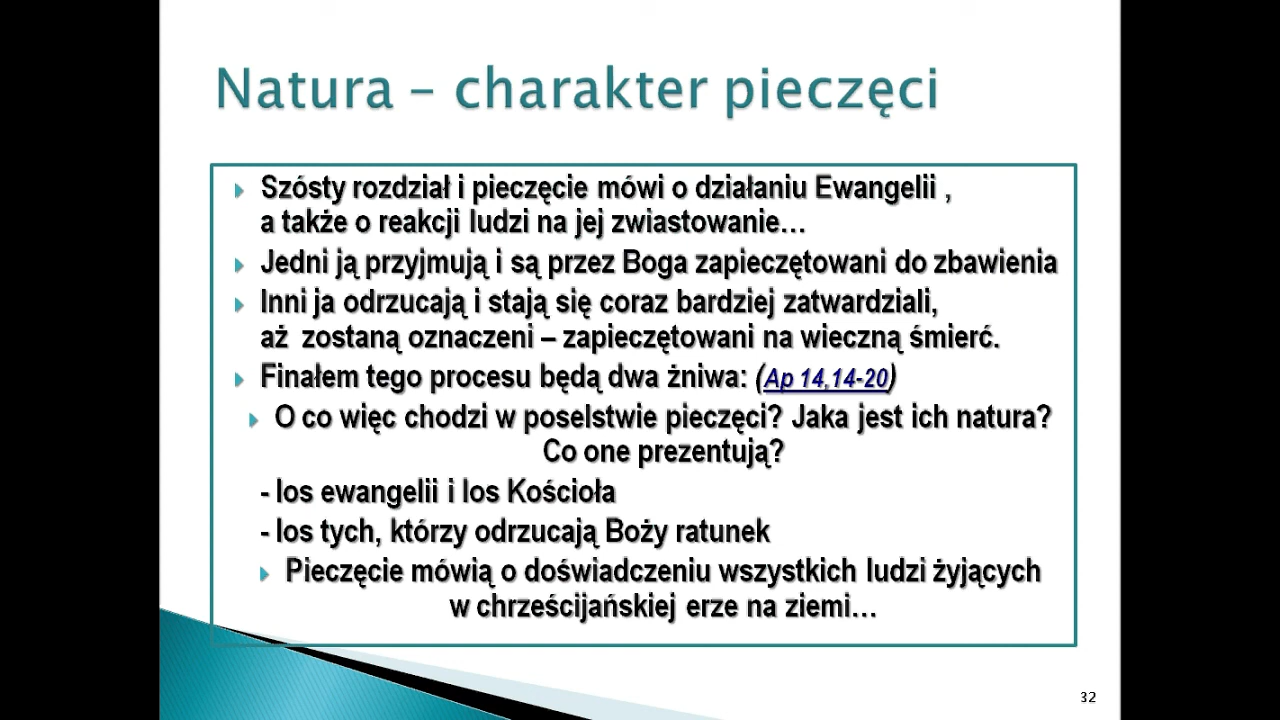 Natura – charakter pieczęci
Szósty rozdział i pieczęcie mówi o działaniu Ewangelii ,
a także o reakcji ludzi na jej zwiastowanie...
Jedni ją przyjmują i są przez Boga zapieczętowani do zbawienia
Inni ja odrzucają i stają się coraz bardziej zatwardziali,
aż zostaną oznaczeni – zapieczętowani na wieczną śmierć.
Finałem tego procesu będą dwa żniwa: (Ap 14,14-20)
O co więc chodzi w poselstwie pieczęci? Jaka jest ich natura?
Co one prezentują?
- los ewangelii i los Kościoła
- los tych, którzy odrzucają Boży ratunek
Pieczęcie mówią o doświadczeniu wszystkich ludzi żyjących
w chrześcijańskiej erze na ziemi...
32